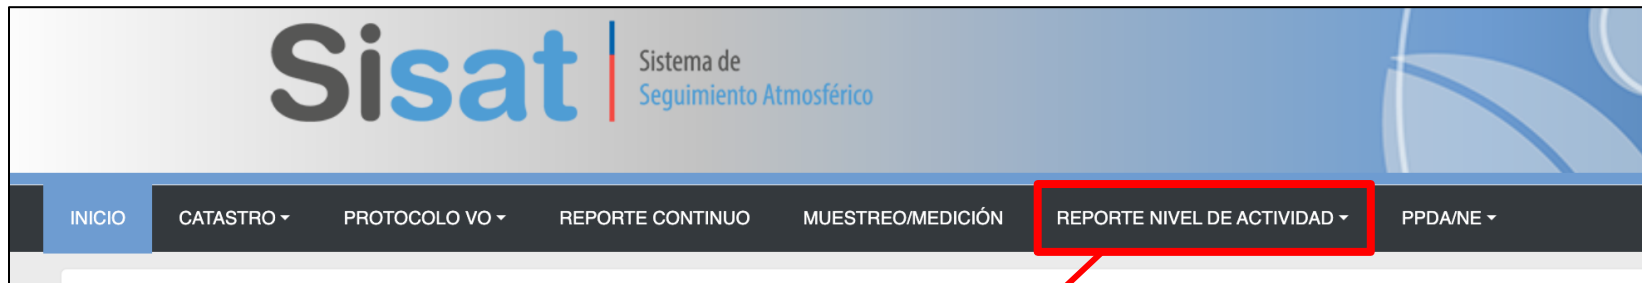 Sisat
Sistema de
Seguimiento Atmosférico
INICIO CATASTRO PROTOCOLO VO REPORTE CONTINUO MUESTREO/MEDICIÓN REPORTE NIVEL DE ACTIVIDAD PPDA/NE